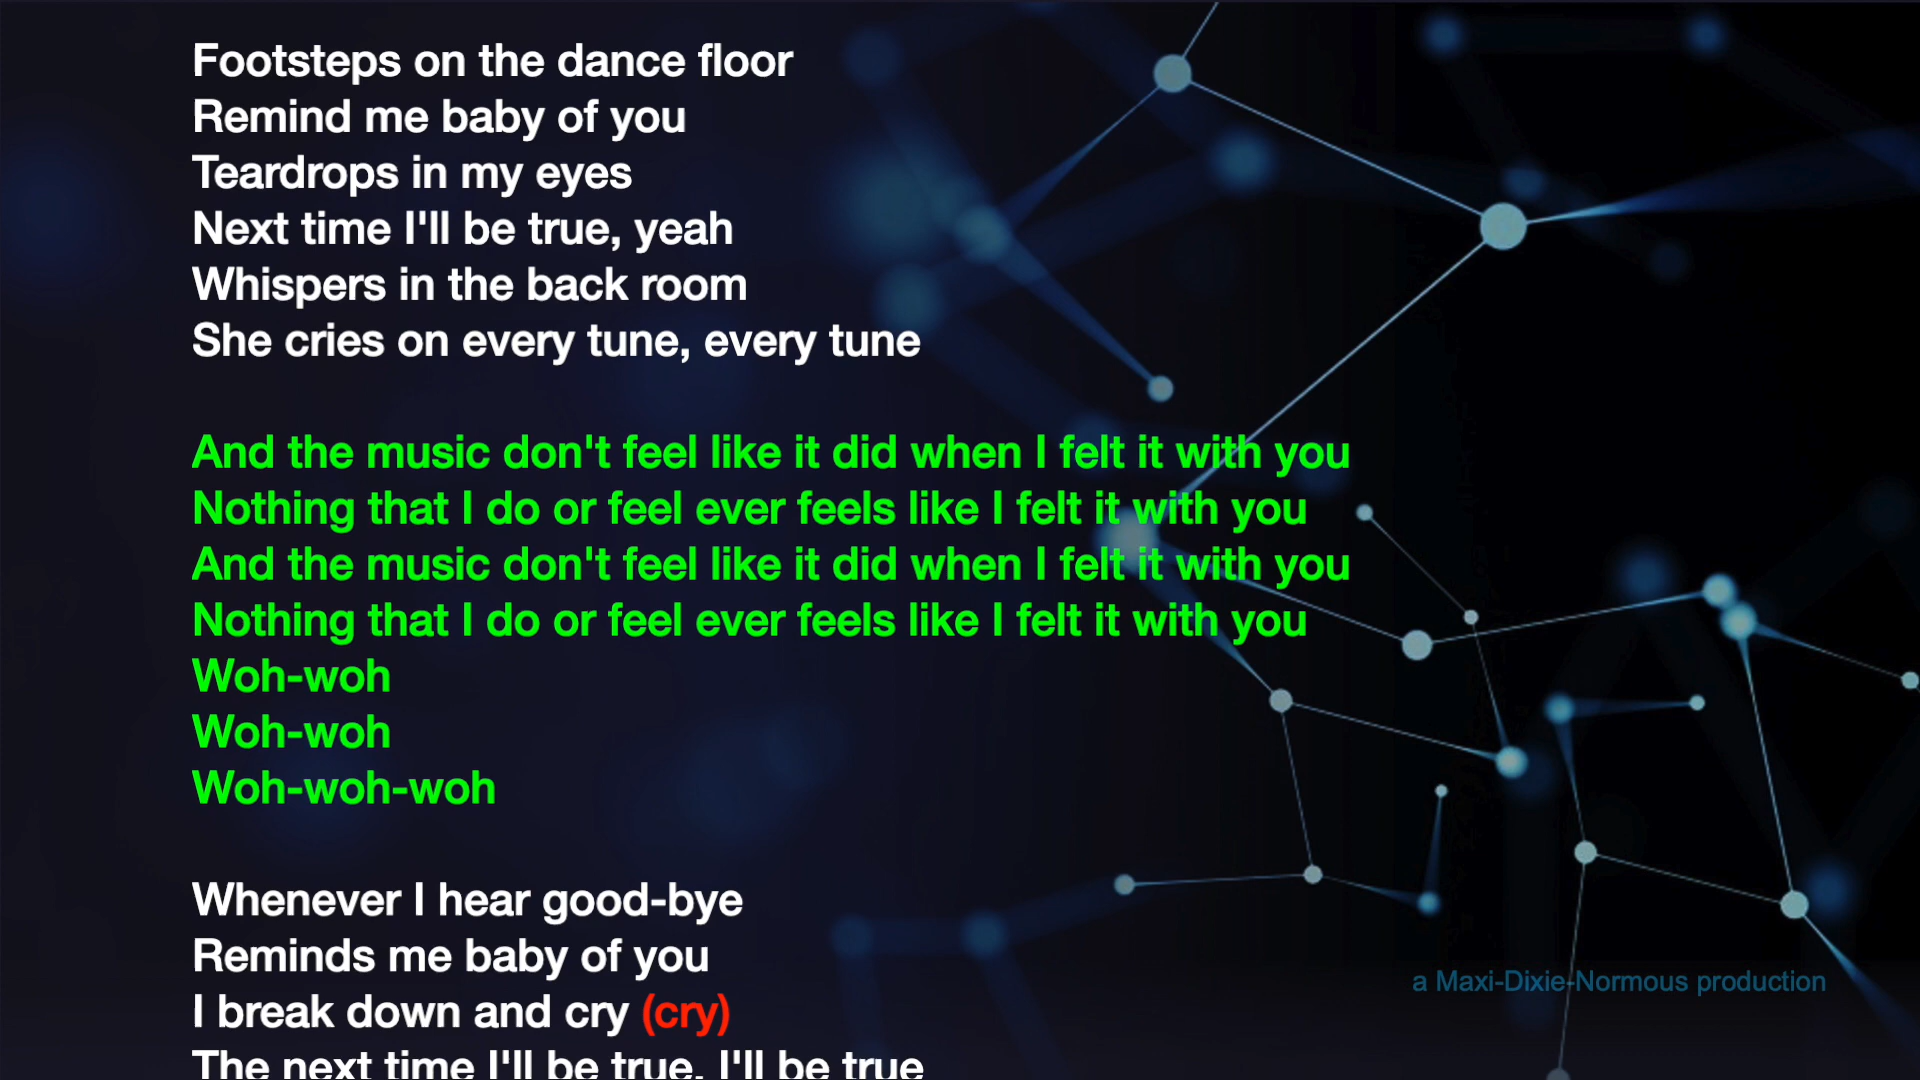 Footsteps on the dance floor
Remind me baby of you
Teardrops in my eyes
Next time I'll be true, yeah
Whispers in the back room
She cries on every tune, every tune
And the music don't feel like it did when I felt it with you
Nothing that I do or feel ever feels like I felt it with you
And the music don't feel like it did when I felt it with you
Nothing that I do or feel ever feels like I felt it with you
Woh-woh
Woh-woh
Woh-woh-woh
Whenever I hear good-bye
Reminds me baby of you
a Maxi-Dixie-Normous production
I break down and cry (cry)
The next time I'll be true, I'll be true